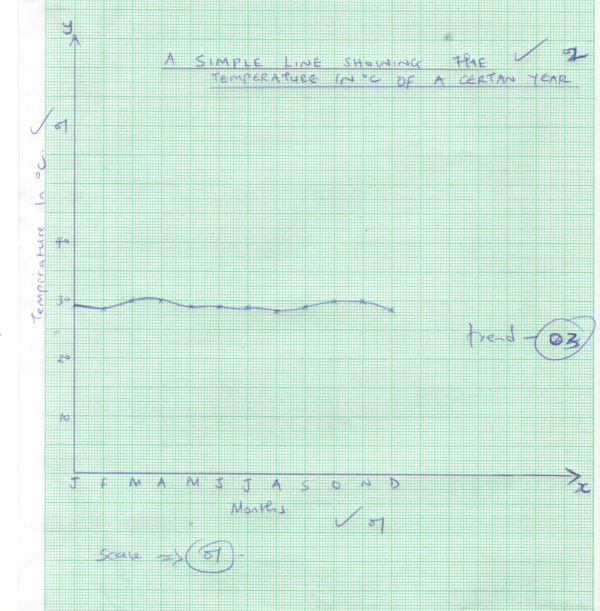 y
A SIMPLE LINE SHOWING THE ✓ 2
TEMPERATURE IN °C OF A CERTAN YEAR
✓ 01
Temperature In °C.
40
30
20
10
trend - 03
J F M A M J J A S O N D
x
Months
✓ 01
scale => 01 -